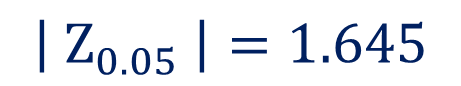 | Z₀.₀₅ | = 1.645